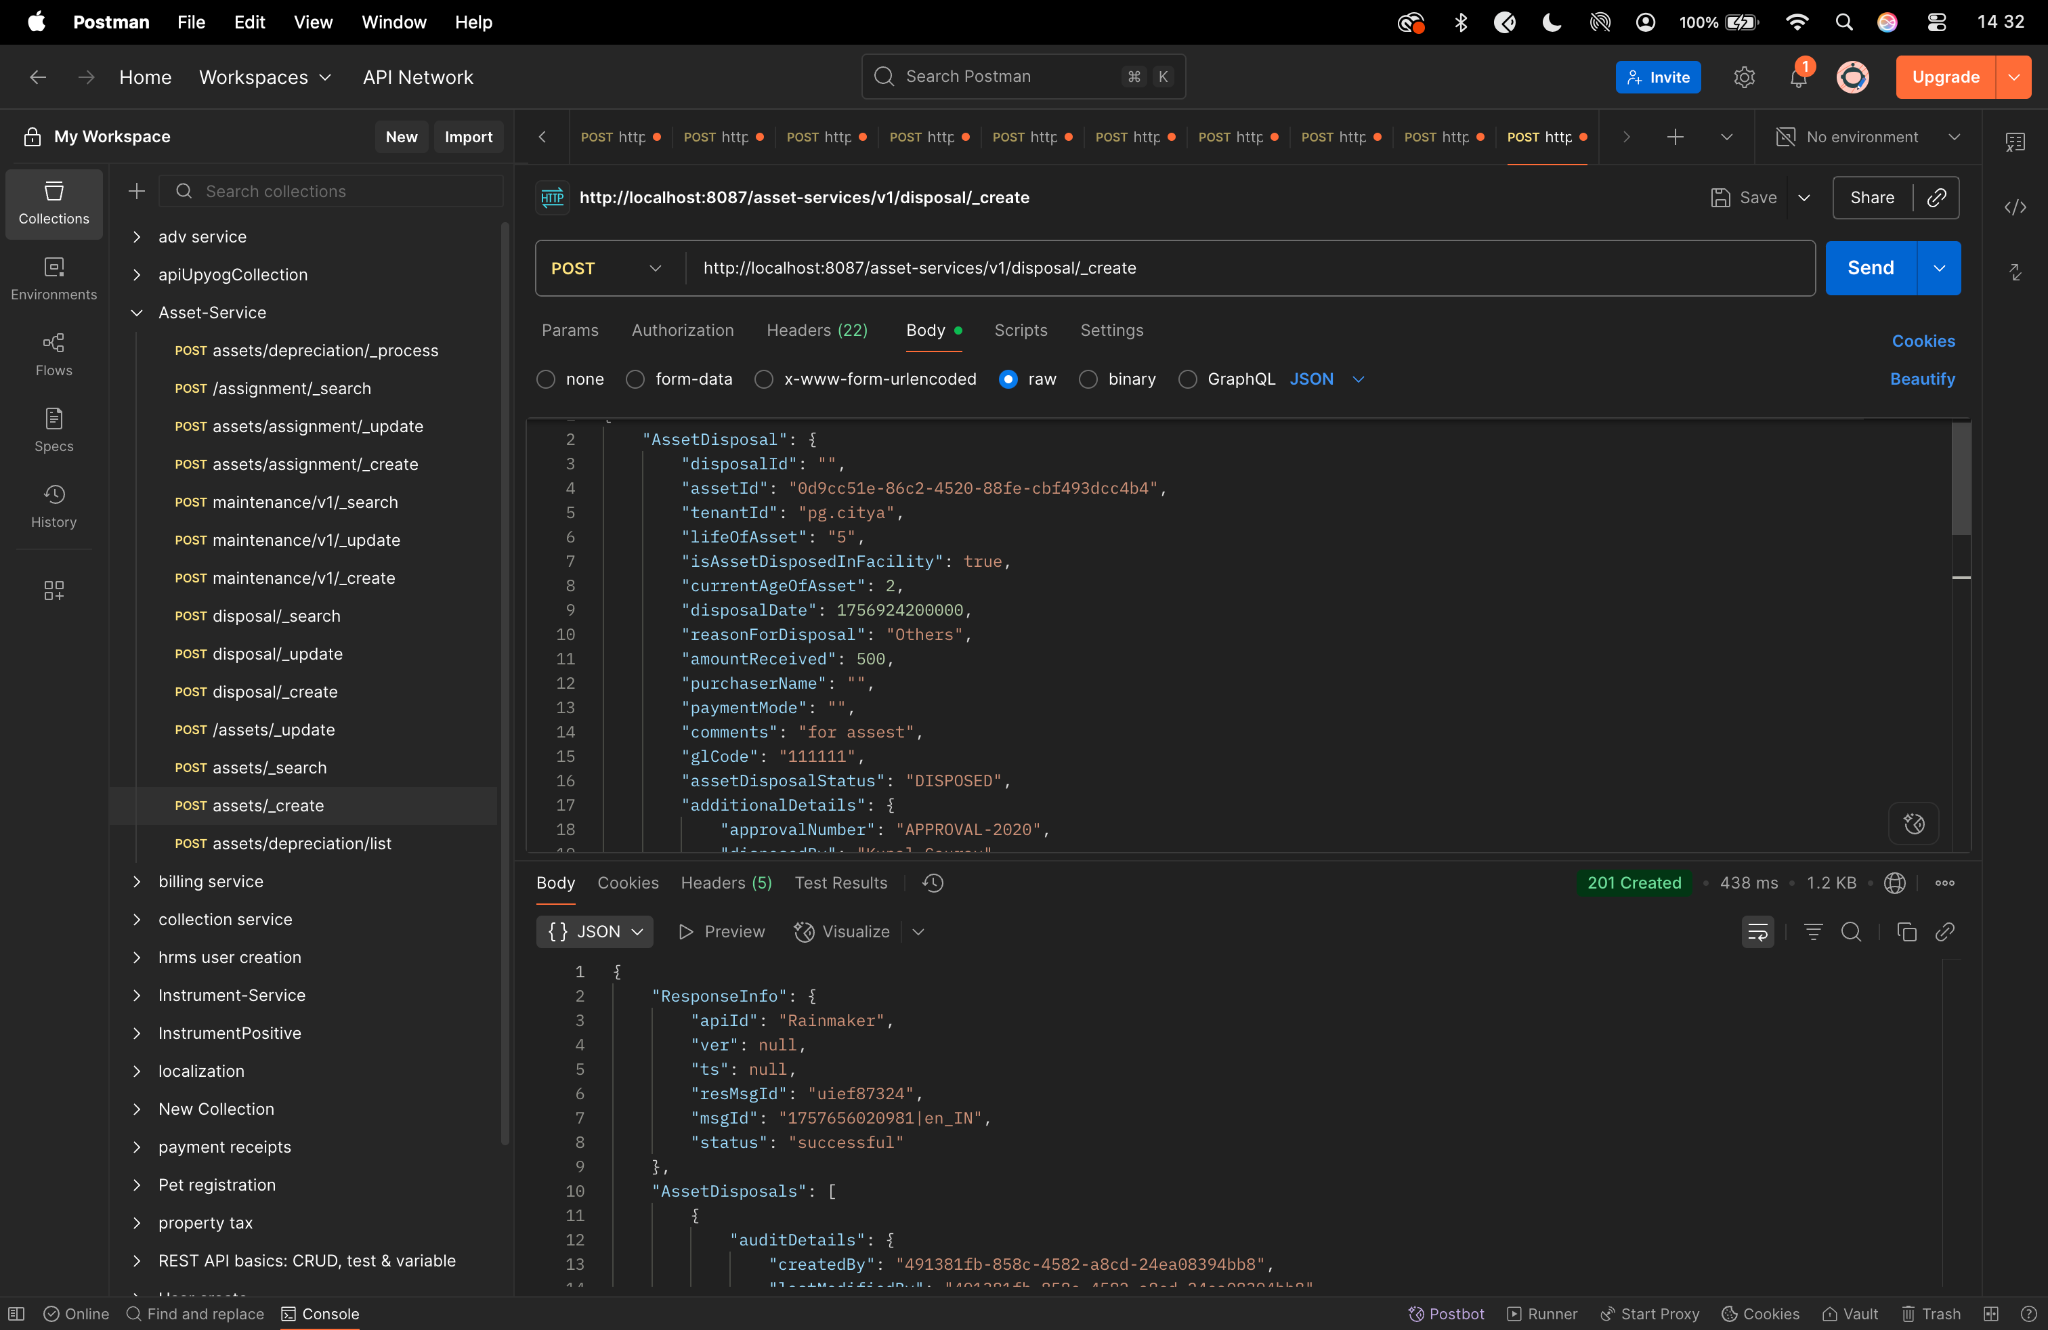 Postman File Edit View Window Help 100% 14 32
Home Workspaces API Network Search Postman ⌘ K Invite 1 Upgrade
My Workspace New Import
POST http POST http POST http POST http POST http POST http POST http POST http POST http POST http No environment
Collections
Environments
Flows
Specs
History
Search collections
adv service
apiUpyogCollection
Asset-Service
POST assets/depreciation/_process
POST /assignment/_search
POST assets/assignment/_update
POST assets/assignment/_create
POST maintenance/v1/_search
POST maintenance/v1/_update
POST maintenance/v1/_create
POST disposal/_search
POST disposal/_update
POST disposal/_create
POST /assets/_update
POST assets/_search
POST assets/_create
POST assets/depreciation/list
billing service
collection service
hrms user creation
Instrument-Service
InstrumentPositive
localization
New Collection
payment receipts
Pet registration
property tax
REST API basics: CRUD, test & variable
HTTP http://localhost:8087/asset-services/v1/disposal/_create Save Share
POST http://localhost:8087/asset-services/v1/disposal/_create Send
Params Authorization Headers (22) Body Scripts Settings Cookies
none form-data x-www-form-urlencoded raw binary GraphQL JSON Beautify
2 "AssetDisposal": {
3 "disposalId": "",
4 "assetId": "0d9cc51e-86c2-4520-88fe-cbf493dcc4b4",
5 "tenantId": "pg.citya",
6 "lifeOfAsset": "5",
7 "isAssetDisposedInFacility": true,
8 "currentAgeOfAsset": 2,
9 "disposalDate": 1756924200000,
10 "reasonForDisposal": "Others",
11 "amountReceived": 500,
12 "purchaserName": "",
13 "paymentMode": "",
14 "comments": "for assest",
15 "glCode": "111111",
16 "assetDisposalStatus": "DISPOSED",
17 "additionalDetails": {
18 "approvalNumber": "APPROVAL-2020",
Body Cookies Headers (5) Test Results 201 Created 438 ms 1.2 KB
{} JSON Preview Visualize
1 {
2 "ResponseInfo": {
3 "apiId": "Rainmaker",
4 "ver": null,
5 "ts": null,
6 "resMsgId": "uief87324",
7 "msgId": "1757656020981|en_IN",
8 "status": "successful"
9 },
10 "AssetDisposals": [
11 {
12 "auditDetails": {
13 "createdBy": "491381fb-858c-4582-a8cd-24ea08394bb8",
Online Find and replace Console Postbot Runner Start Proxy Cookies Vault Trash